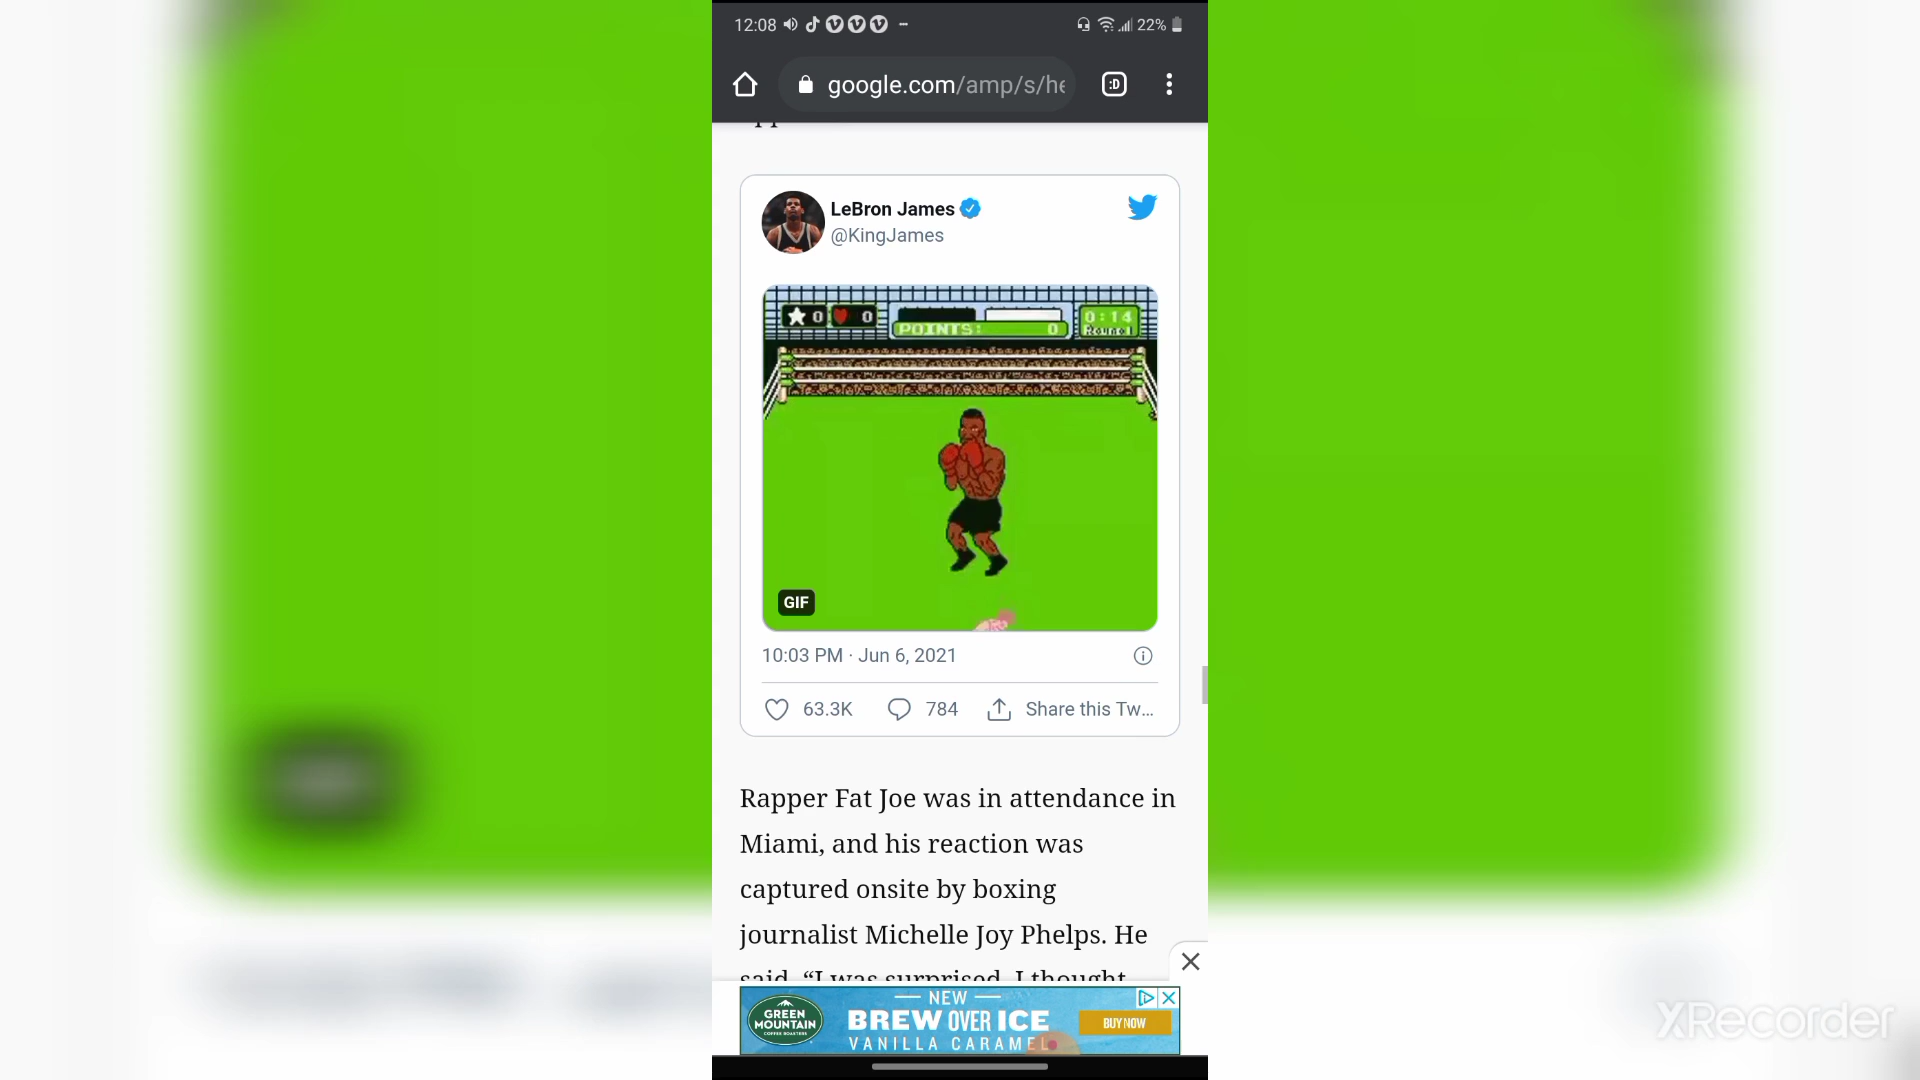 12:08
22%
google.com/amp/s/he
:D
LeBron James
@KingJames
0 0
POINTS: 0
0:14
Round 1
GIF
10:03 PM · Jun 6, 2021
63.3K 784 Share this Tw...
Rapper Fat Joe was in attendance in
Miami, and his reaction was
captured onsite by boxing
journalist Michelle Joy Phelps. He
said, “I was surprised. I thought
NEW
BREW OVER ICE
VANILLA CARAMEL
GREEN
MOUNTAIN
COFFEE ROASTERS
BUY NOW
XRecorder